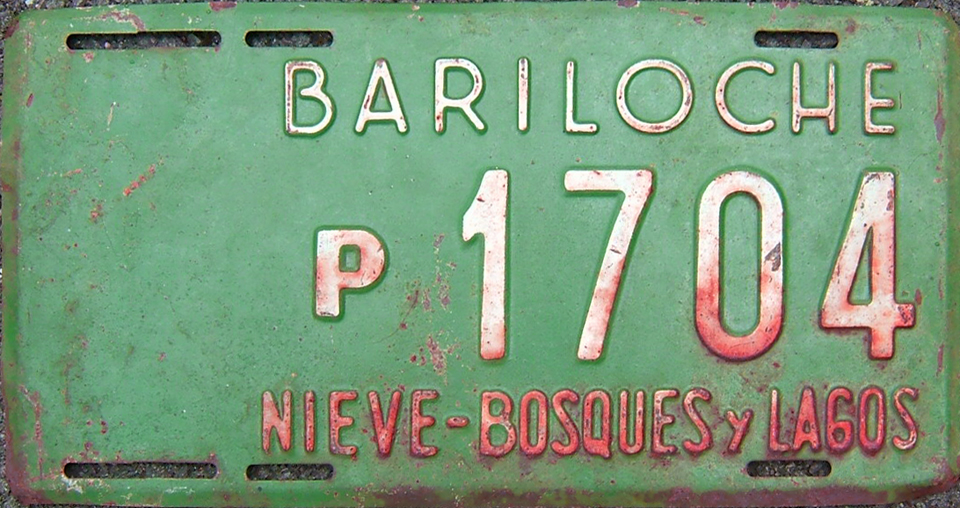 BARILOCHE
P 1704
NIEVE-BOSQUES y LAGOS